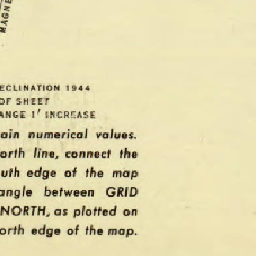 MAGNE
ECLINATION 1944
OF SHEET
ANGE 1' INCREASE
ain numerical values.
orth line, connect the
uth edge of the map
angle between GRID
NORTH, as plotted on
orth edge of the map.